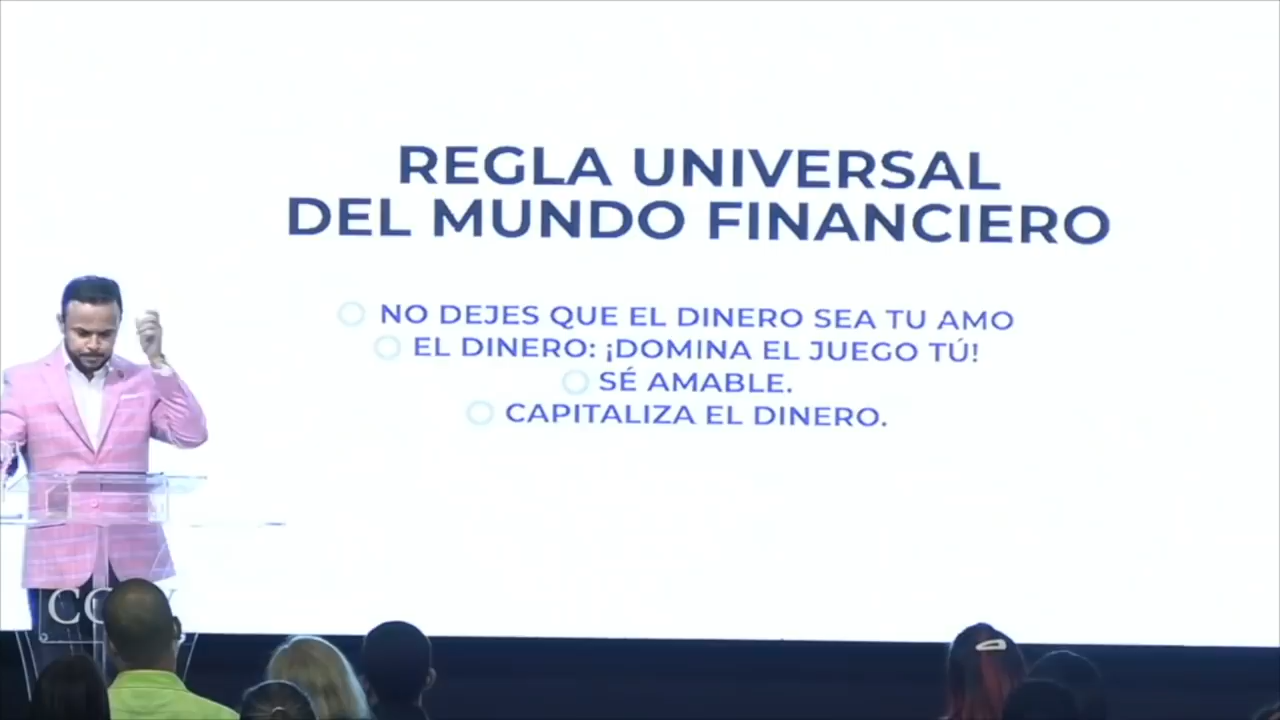 REGLA UNIVERSAL
DEL MUNDO FINANCIERO
NO DEJES QUE EL DINERO SEA TU AMO
EL DINERO: ¡DOMINA EL JUEGO TÚ!
SÉ AMABLE.
CAPITALIZA EL DINERO.